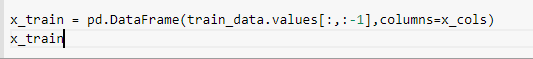 x_train = pd.DataFrame(train_data.values[:,:-1],columns=x_cols)
x_train